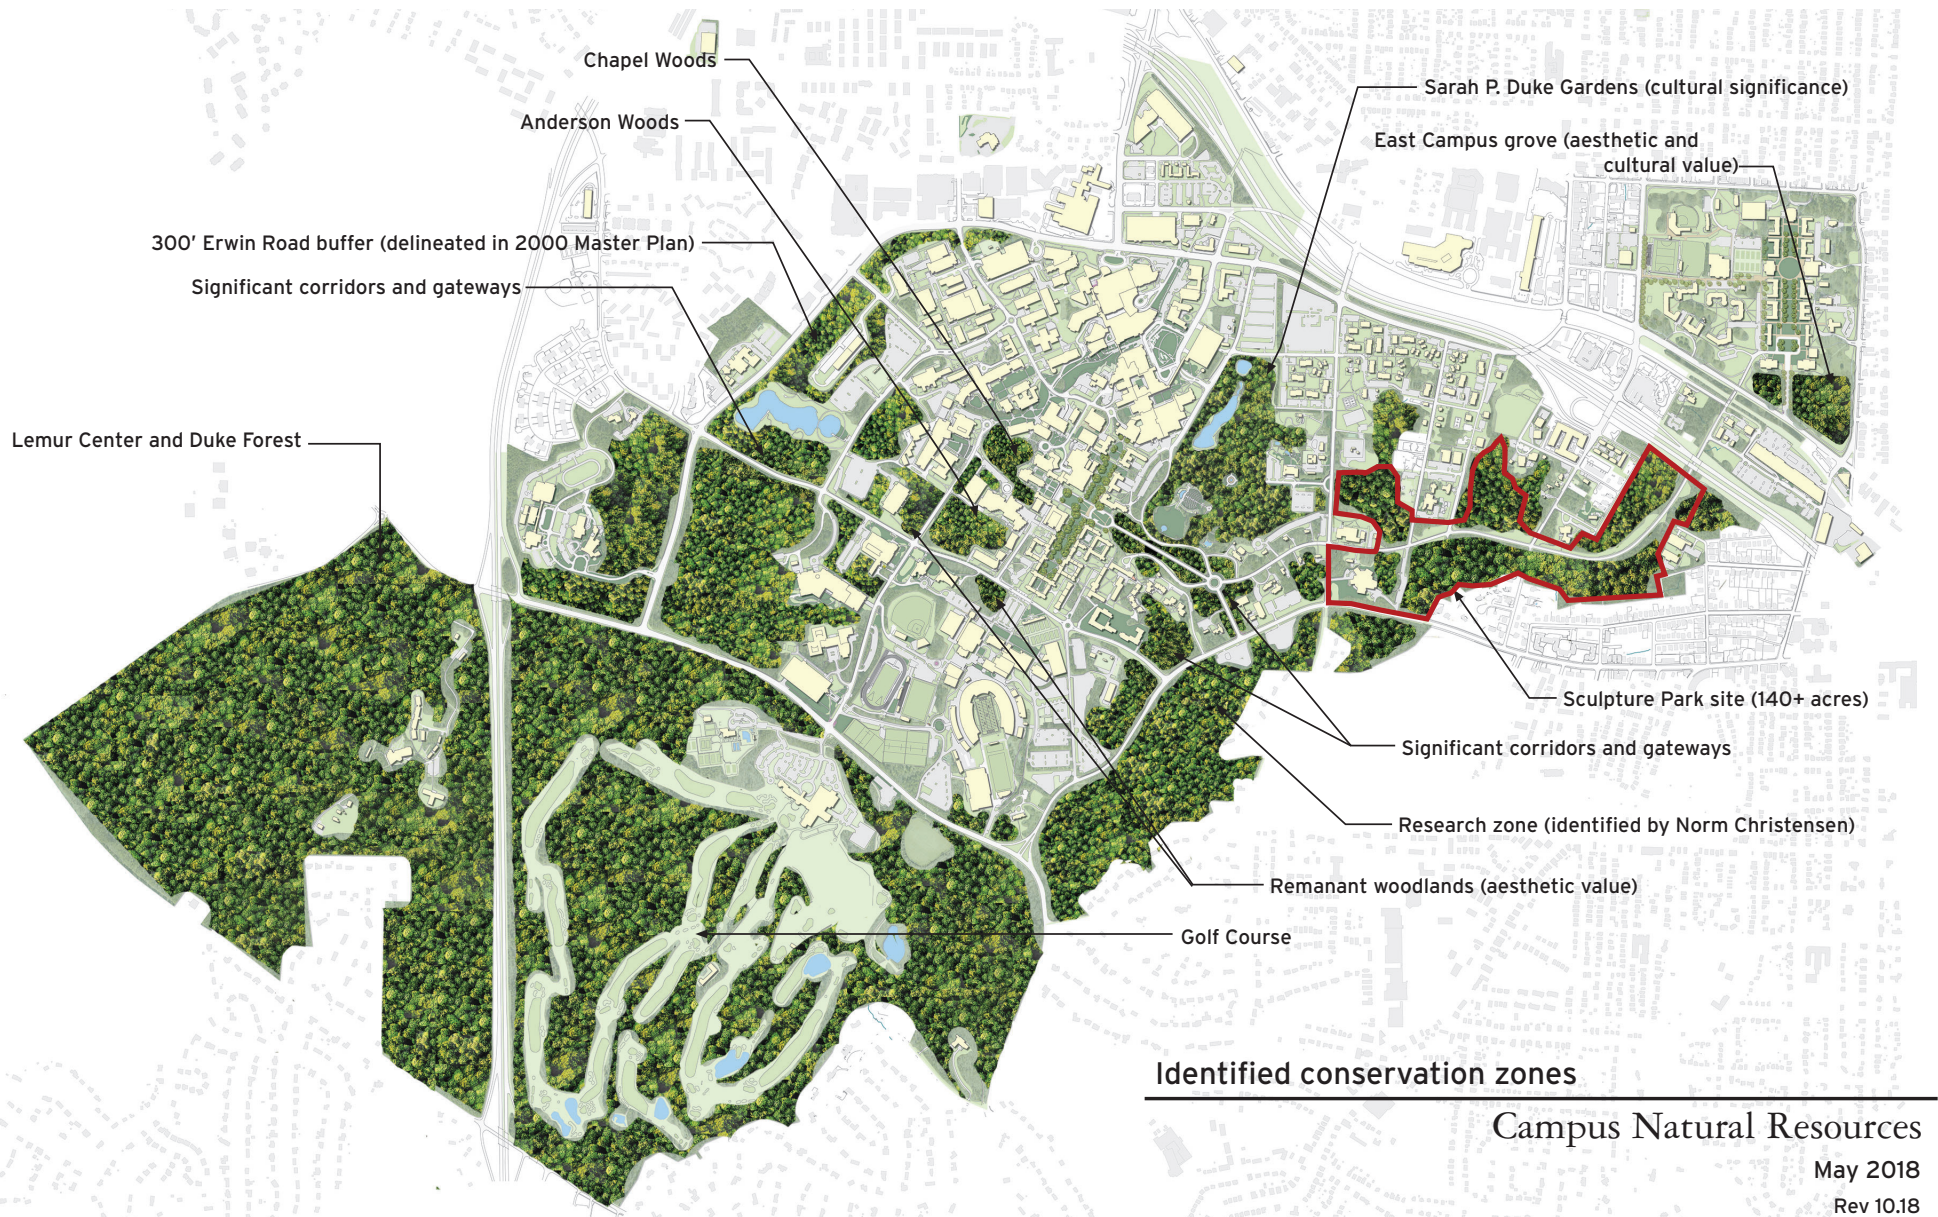 Chapel Woods
Sarah P. Duke Gardens (cultural significance)
Anderson Woods
East Campus grove (aesthetic and
cultural value)
300' Erwin Road buffer (delineated in 2000 Master Plan)
Significant corridors and gateways
Lemur Center and Duke Forest
Sculpture Park site (140+ acres)
Significant corridors and gateways
Research zone (identified by Norm Christensen)
Remanant woodlands (aesthetic value)
Golf Course
Identified conservation zones
Campus Natural Resources
May 2018
Rev 10.18